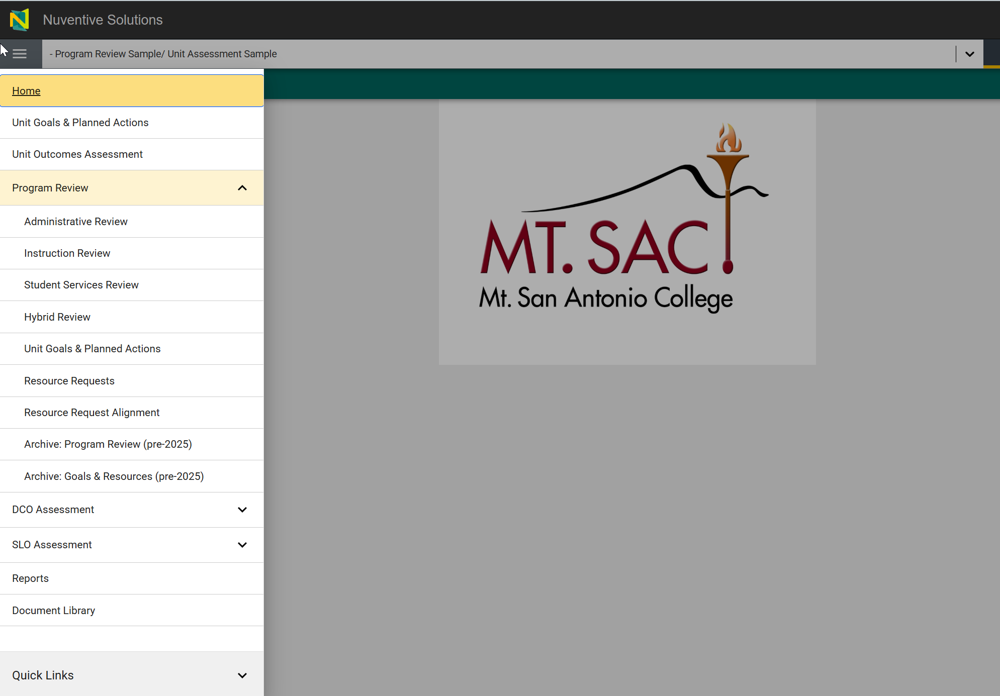 Nuventive Solutions
- Program Review Sample/ Unit Assessment Sample
Home
Unit Goals & Planned Actions
Unit Outcomes Assessment
Program Review
Administrative Review
Instruction Review
Student Services Review
Hybrid Review
Unit Goals & Planned Actions
Resource Requests
Resource Request Alignment
Archive: Program Review (pre-2025)
Archive: Goals & Resources (pre-2025)
DCO Assessment
SLO Assessment
Reports
Document Library
Quick Links
MT. SAC
Mt. San Antonio College